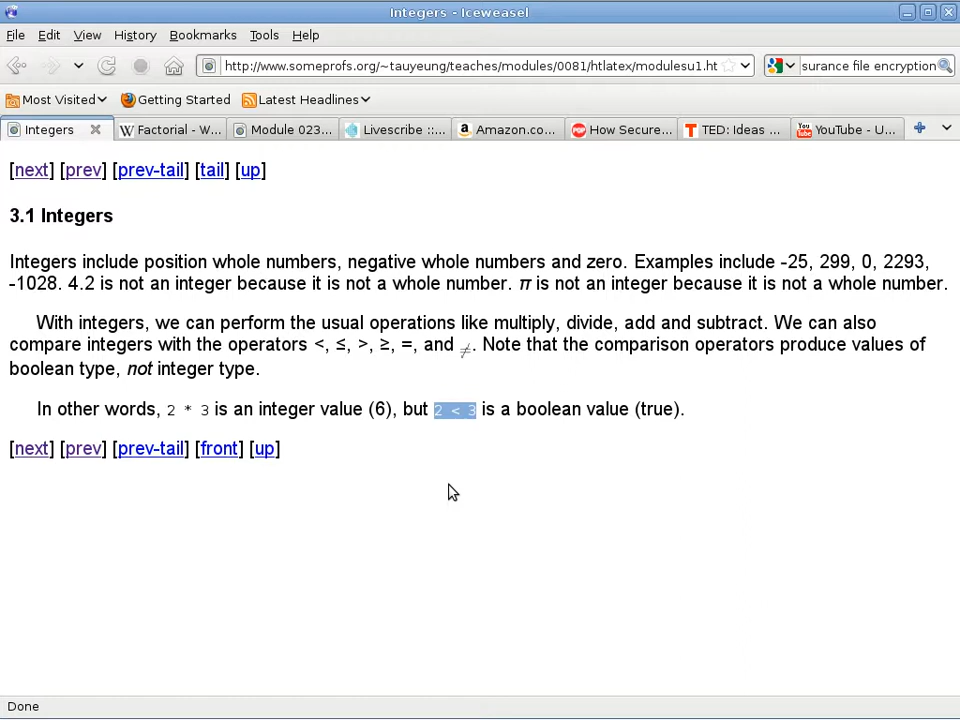 Integers - Iceweasel
File Edit View History Bookmarks Tools Help
http://www.someprofs.org/~tauyeung/teaches/modules/0081/htlatex/modulesu1.ht surance file encryption
Most Visited Getting Started Latest Headlines
Integers Factorial - W... Module 023... Livescribe ::... Amazon.co... How Secure... TED: Ideas ... YouTube - U...
[next] [prev] [prev-tail] [tail] [up]
3.1 Integers
Integers include position whole numbers, negative whole numbers and zero. Examples include -25, 299, 0, 2293,
-1028. 4.2 is not an integer because it is not a whole number. π is not an integer because it is not a whole number.
With integers, we can perform the usual operations like multiply, divide, add and subtract. We can also
compare integers with the operators <, ≤, >, ≥, =, and ≠. Note that the comparison operators produce values of
boolean type, not integer type.
In other words, 2 * 3 is an integer value (6), but 2 < 3 is a boolean value (true).
[next] [prev] [prev-tail] [front] [up]
Done